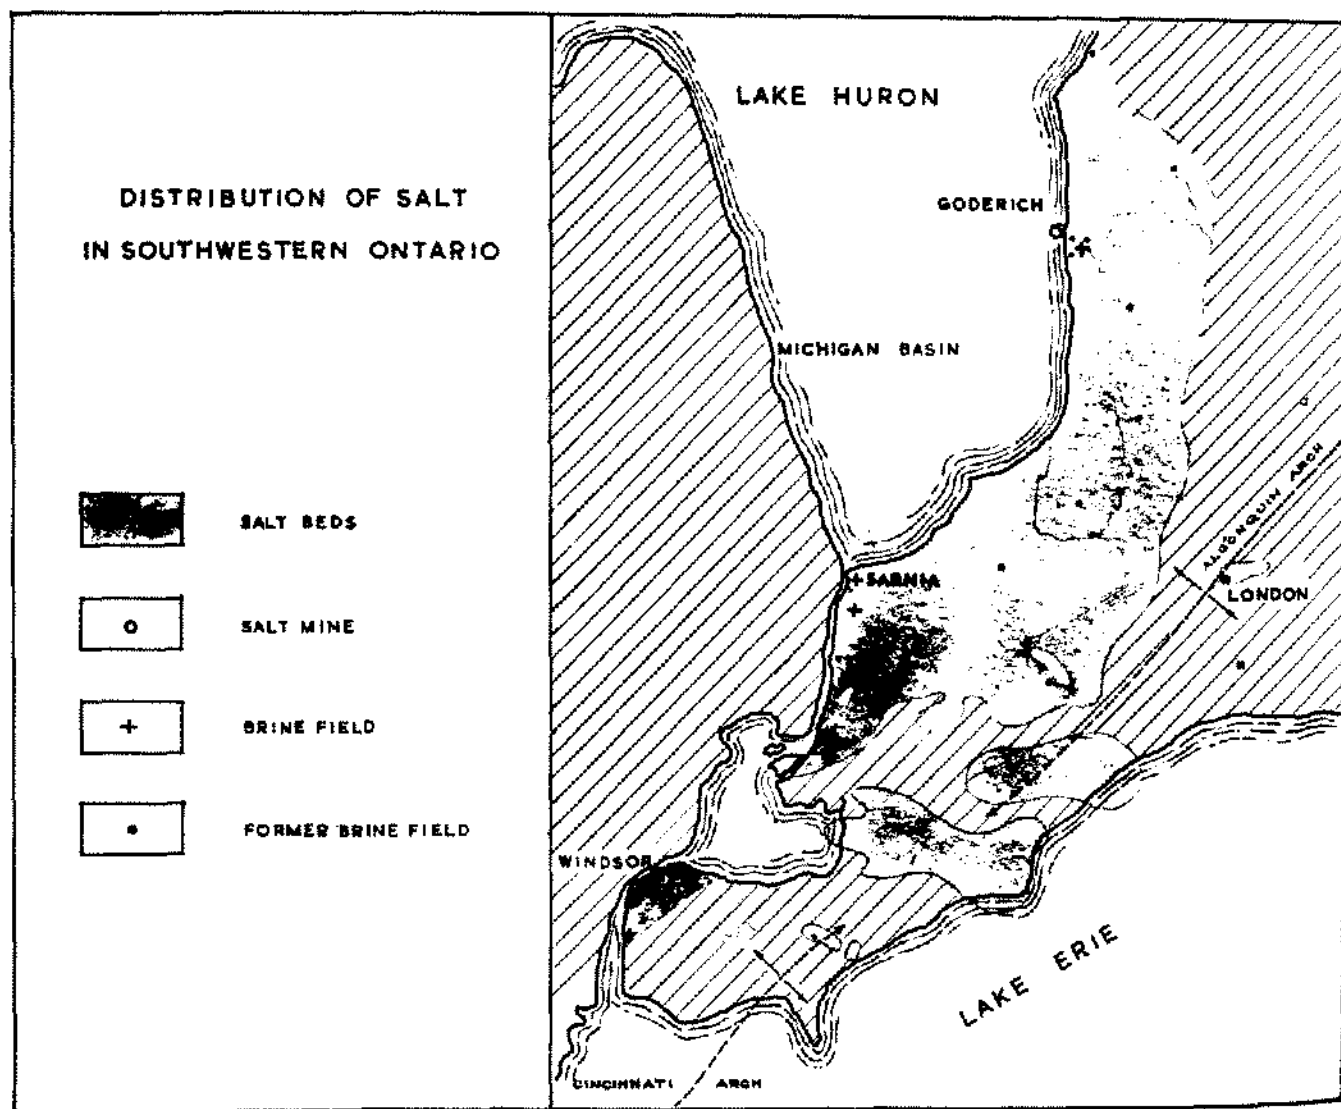 DISTRIBUTION OF SALT
IN SOUTHWESTERN ONTARIO
SALT BEDS
SALT MINE
BRINE FIELD
FORMER BRINE FIELD
LAKE HURON
GODERICH
MICHIGAN BASIN
ALGONQUIN ARCH
SARNIA
LONDON
WINDSOR
LAKE ERIE
CINCINNATI ARCH